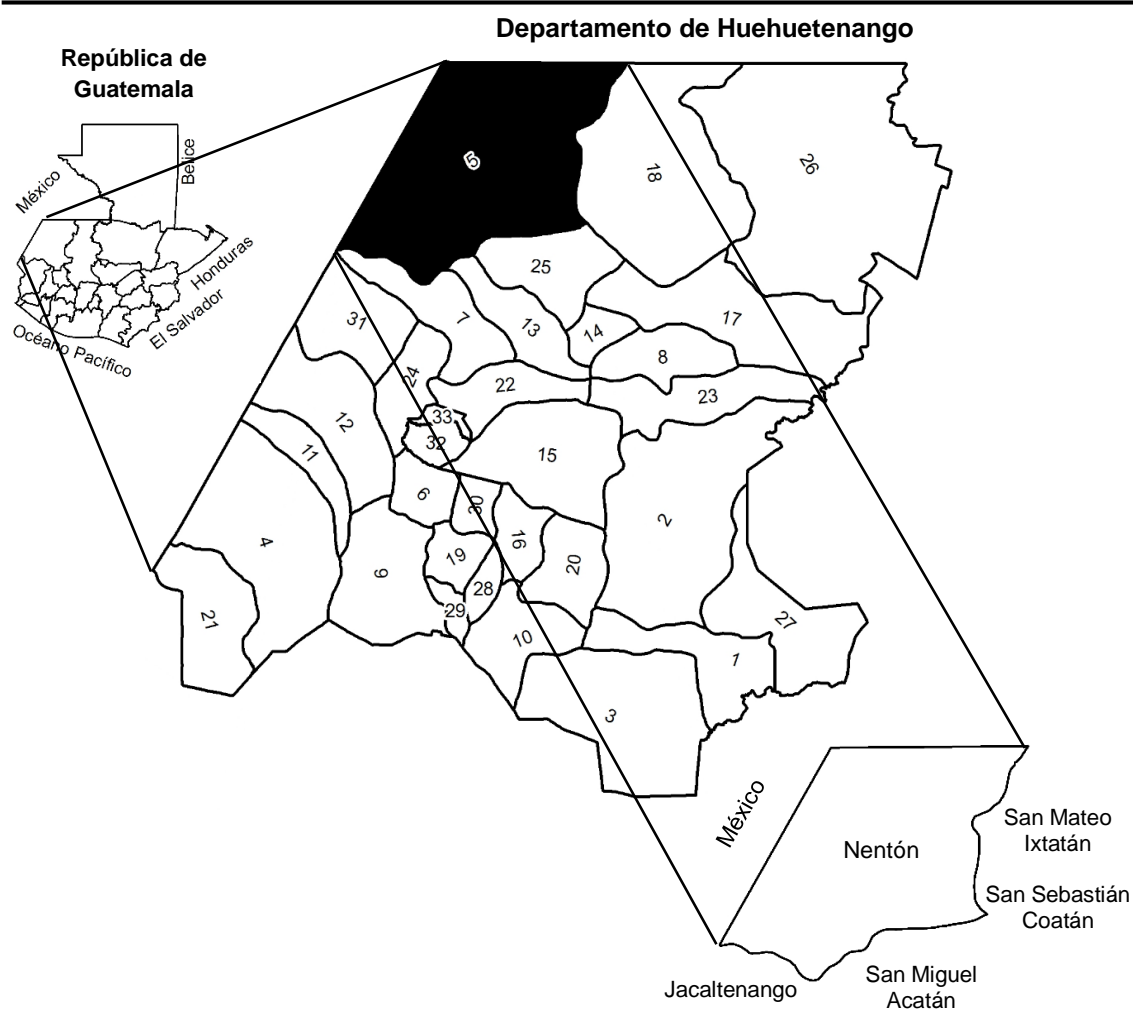 Departamento de Huehuetenango
República de
Guatemala
México
Belice
Honduras
El Salvador
Océano Pacífico
5
18
26
25
31
7
13
14
17
8
24
22
23
33
32
12
11
15
6
30
16
2
4
9
19
20
28
29
21
10
27
1
3
México
Nentón
San Mateo
Ixtatán
San Sebastián
Coatán
San Miguel
Acatán
Jacaltenango